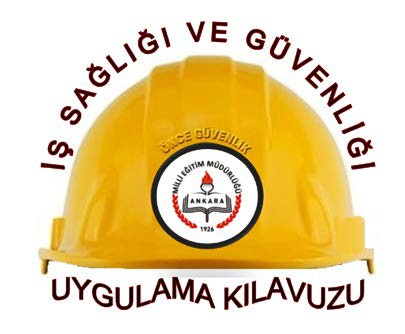 İŞ SAĞLIĞI VE GÜVENLİĞİ
ÖNCE GÜVENLİK
MİLLİ EĞİTİM MÜDÜRLÜĞÜ
ANKARA
1926
UYGULAMA KILAVUZU